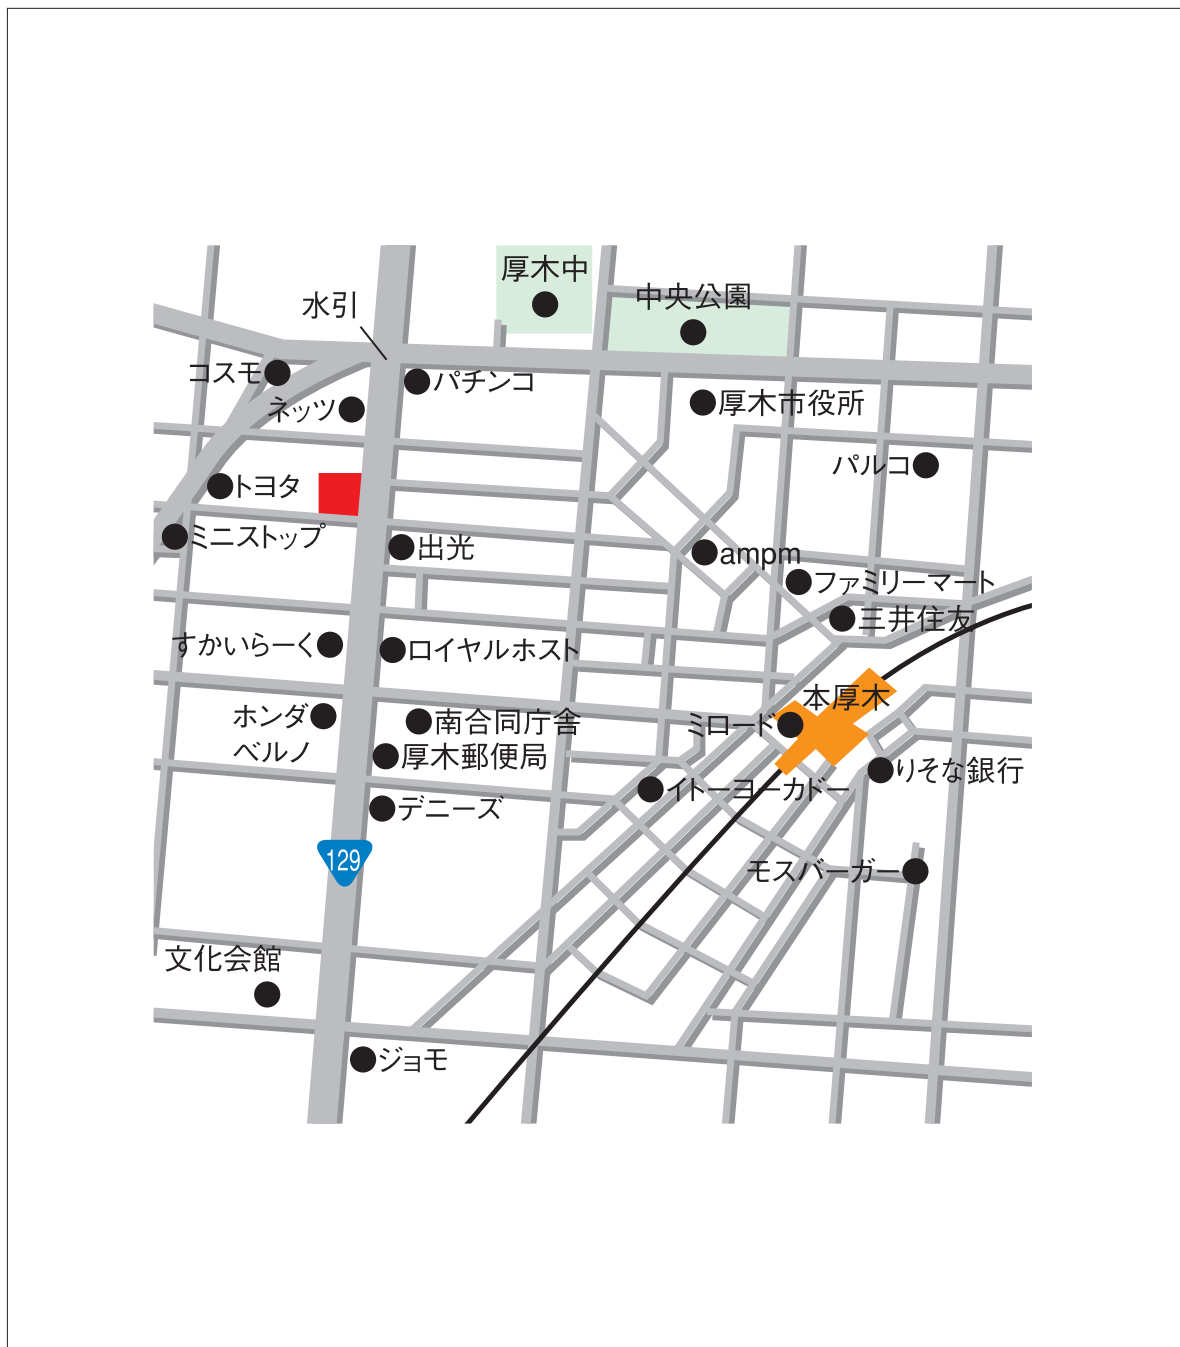 厚木中
中央公園
水引
コスモ
パチンコ
ネッツ
厚木市役所
パルコ
トヨタ
ミニストップ
出光
ampm
ファミリーマート
三井住友
すかいらーく
ロイヤルホスト
本厚木
ミロード
ホンダ
ベルノ
南合同庁舎
厚木郵便局
りそな銀行
イトーヨーカドー
デニーズ
129
モスバーガー
文化会館
ジョモ